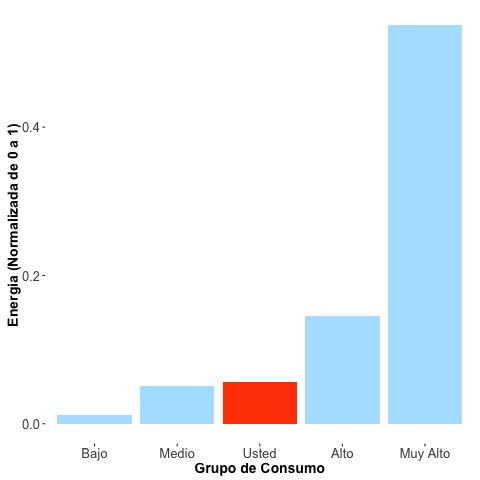 Energia (Normalizada de 0 a 1)
0.4
0.2
0.0
Bajo Medio Usted Alto Muy Alto
Grupo de Consumo